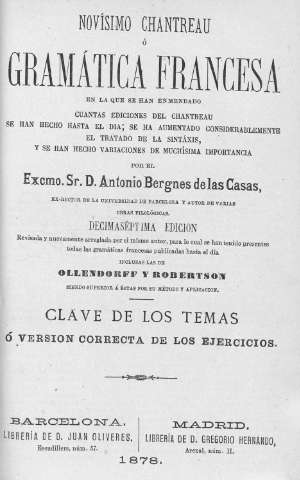 NOVÍSIMO CHANTREAU
Ó
GRAMÁTICA FRANCESA
EN LA QUE SE HAN ENMENDADO
CUANTAS EDICIONES DEL CHANTREAU
SE HAN HECHO HASTA EL DIA; SE HA AUMENTADO CONSIDERABLEMENTE
EL TRATADO DE LA SINTÁXIS,
Y SE HAN HECHO VARIACIONES DE MUCHÍSIMA IMPORTANCIA
POR EL
Excmo. Sr. D. Antonio Bergnes de las Casas,
EX-RECTOR DE LA UNIVERSIDAD DE BARCELONA Y AUTOR DE VARIAS
OBRAS FILOLÓGICAS.
DECIMASÉPTIMA EDICION
Revisada y nuevamente arreglada por el mismo autor, para lo cual se han tenido presentes
todas las gramáticas francesas publicadas hasta el dia
INCLUSAS LAS DE
OLLENDORFF Y ROBERTSON
SIENDO SUPERIOR Á ÉSTAS POR SU MÉTODO Y APLICACION.
CLAVE DE LOS TEMAS
Ó VERSION CORRECTA DE LOS EJERCICIOS.
BARCELONA.
LIBRERÍA DE D. JUAN OLIVERES,
Escudillers, núm. 57.
MADRID.
LIBRERÍA DE D. GREGORIO HERNANDO,
Arenal, núm. 11.
1878.